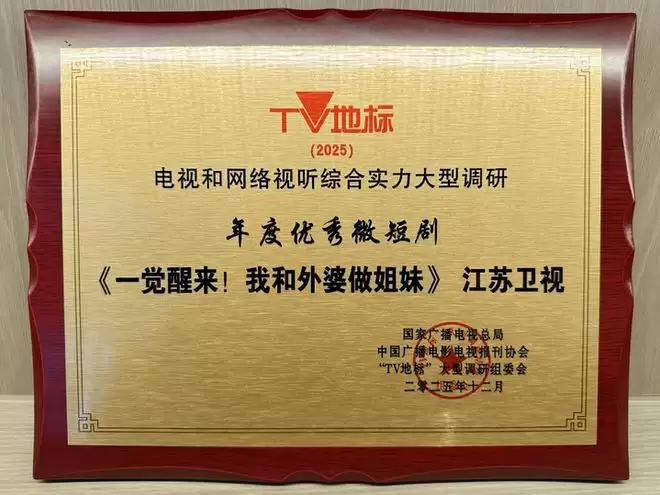 TV地标
(2025)
电视和网络视听综合实力大型调研
年度优秀微短剧
《一觉醒来！我和外婆做姐妹》 江苏卫视
国家广播电视总局
中国广播电影电视报刊协会
“TV地标”大型调研组委会
二零二五年十二月